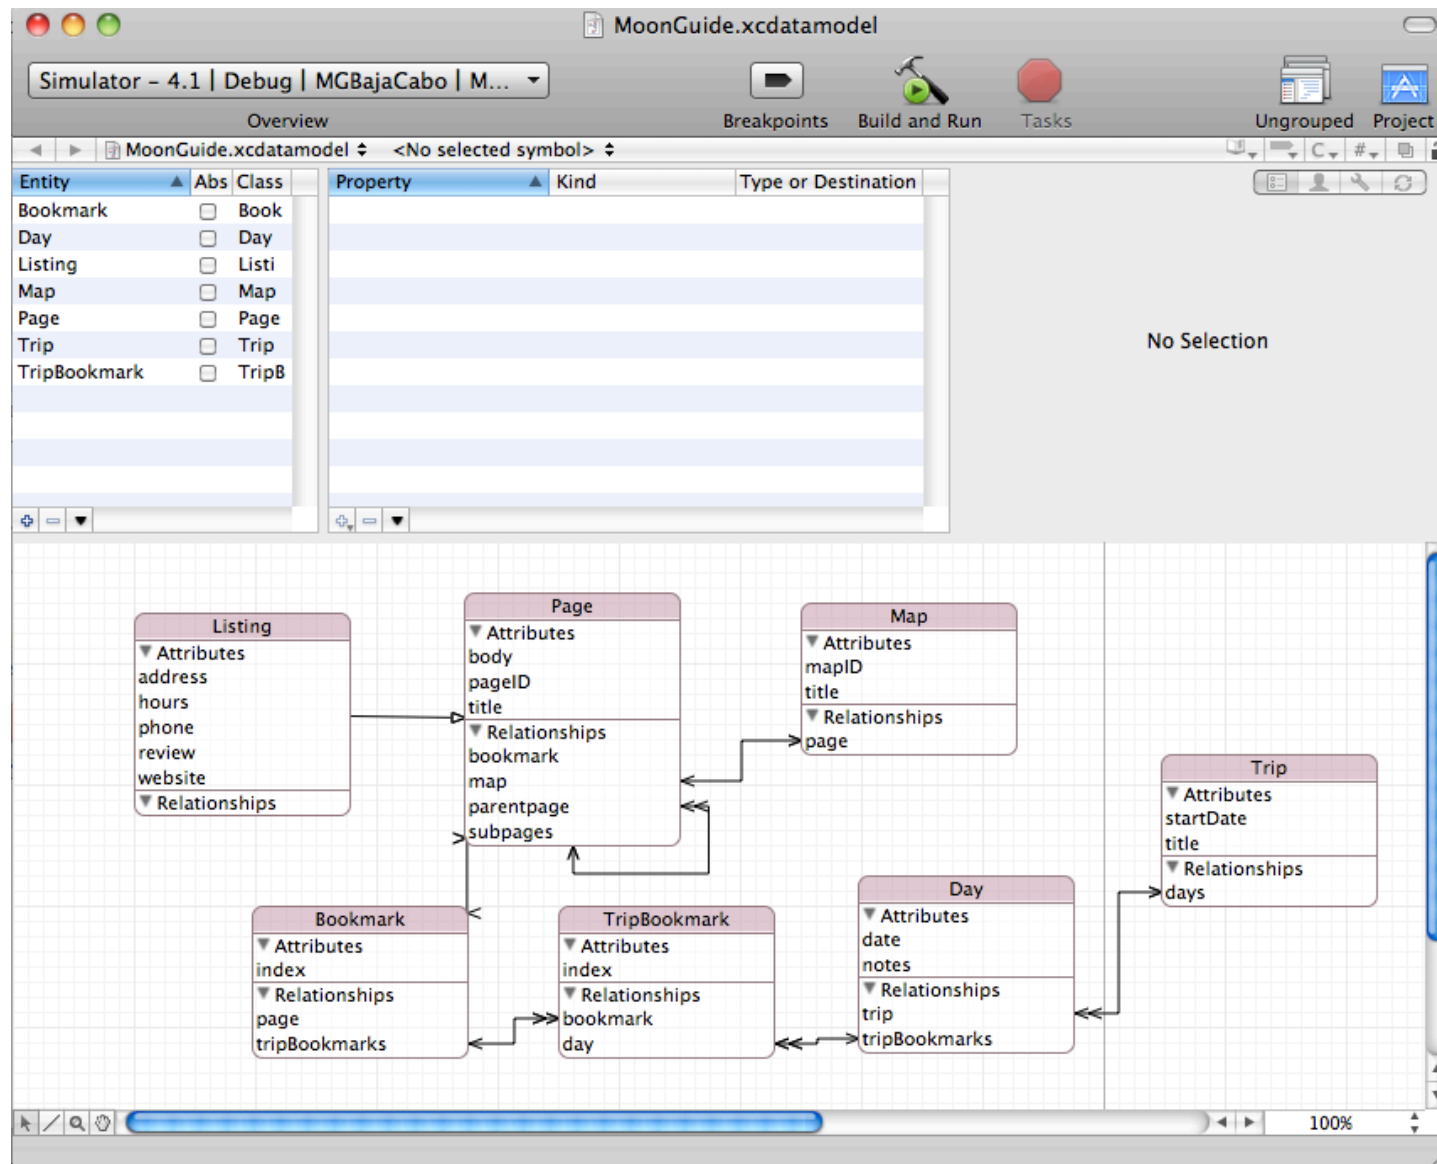 MoonGuide.xcdatamodel
Simulator – 4.1 | Debug | MGBajaCabo | M...
Overview
Breakpoints
Build and Run
Tasks
Ungrouped
Project
MoonGuide.xcdatamodel
<No selected symbol>
C
#
Entity Abs Class
Property Kind Type or Destination
Bookmark Book
Day Day
Listing Listi
Map Map
Page Page
Trip Trip
TripBookmark TripB
No Selection
Listing
Attributes
address
hours
phone
review
website
Relationships
Page
Attributes
body
pageID
title
Relationships
bookmark
map
parentpage
subpages
Map
Attributes
mapID
title
Relationships
page
Trip
Attributes
startDate
title
Relationships
days
Bookmark
Attributes
index
Relationships
page
tripBookmarks
TripBookmark
Attributes
index
Relationships
bookmark
day
Day
Attributes
date
notes
Relationships
trip
tripBookmarks
100%